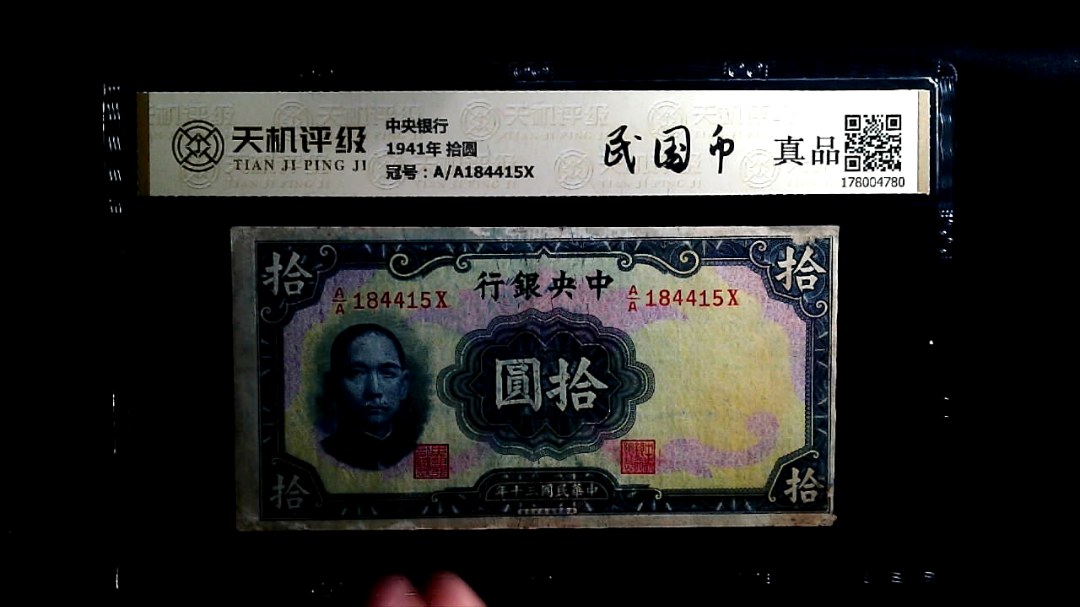 天机评级
TIAN JI PING JI
中央银行
1941年 拾圆
冠号：A/A184415X
民国币
真品
178004780
拾
拾
行銀央中
A/A 184415X
A/A 184415X
圓拾
年十三國民華中
拾
拾